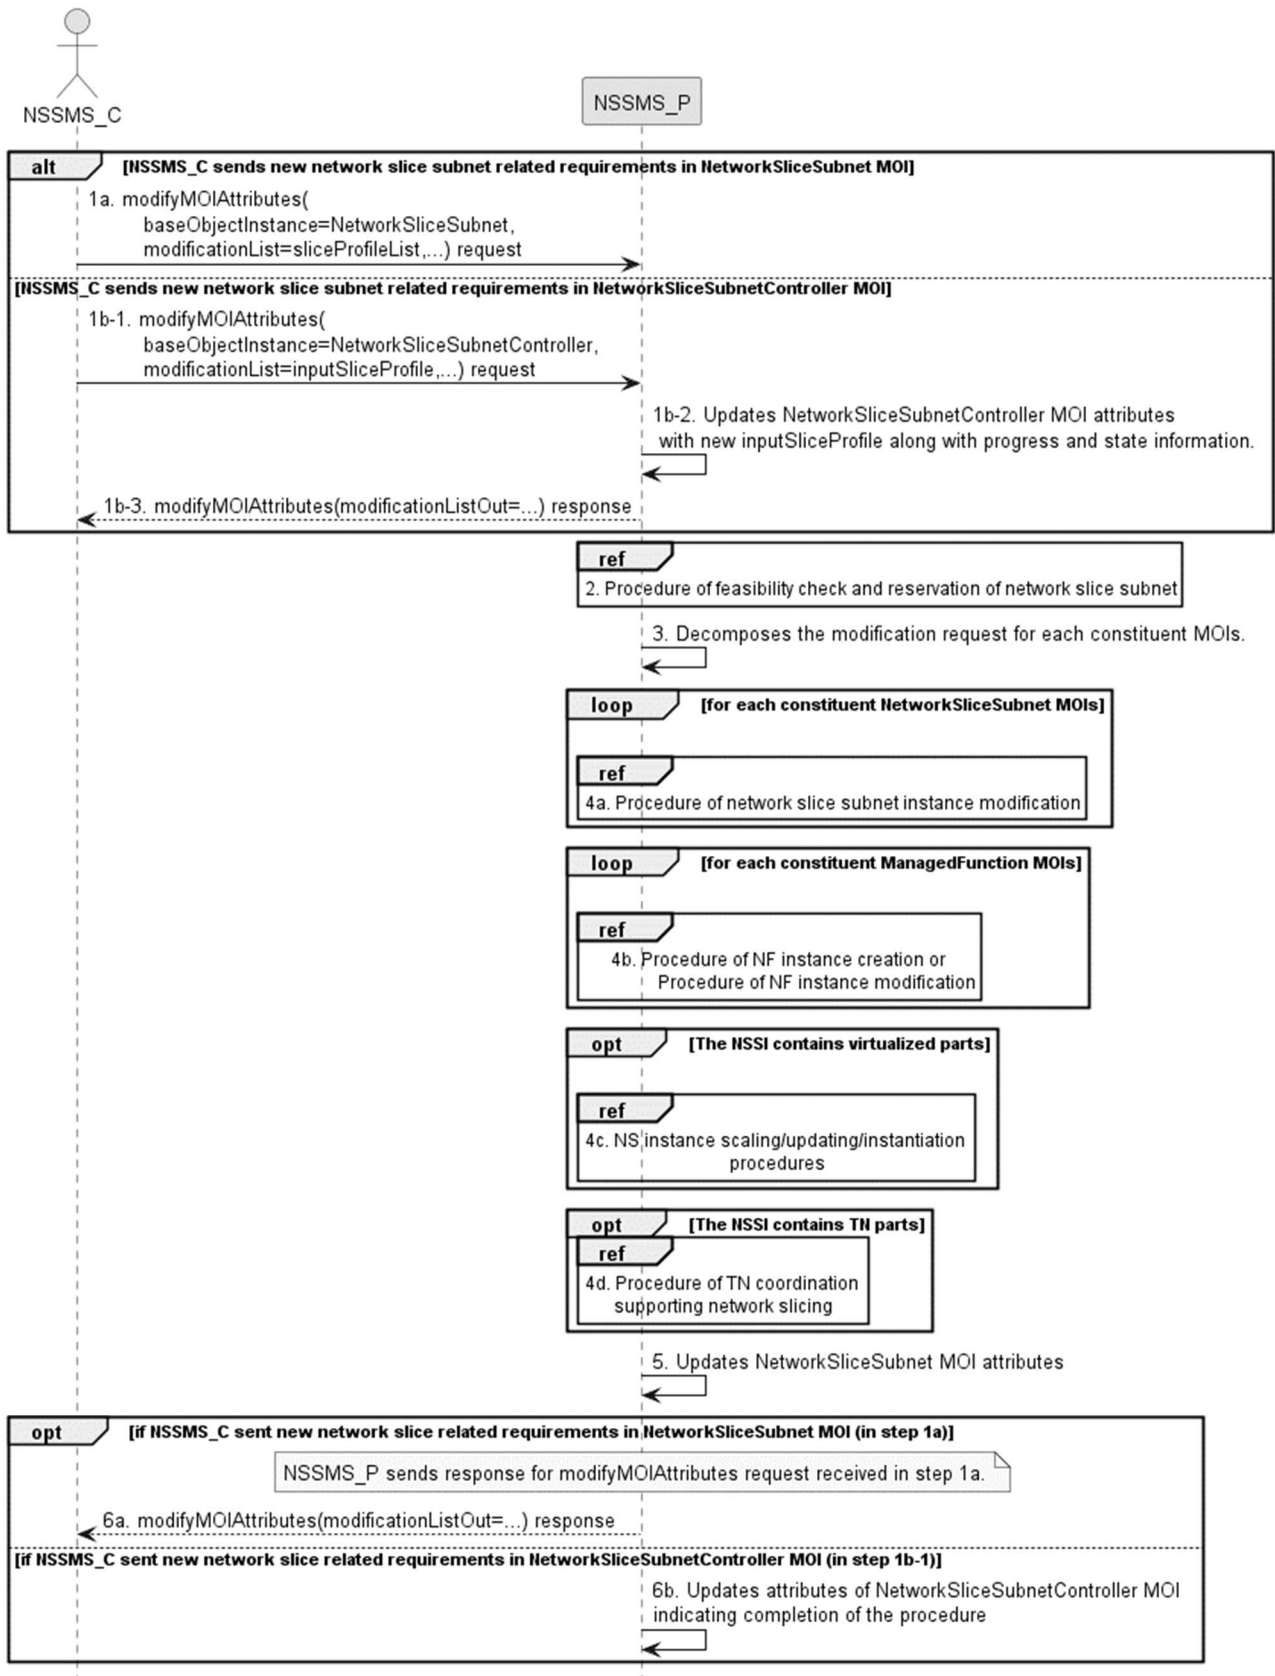 NSSMS_C
NSSMS_P
alt
[NSSMS_C sends new network slice subnet related requirements in NetworkSliceSubnet MOI]
1a. modifyMOIAttributes(
baseObjectInstance=NetworkSliceSubnet,
modificationList=sliceProfileList,...) request
[NSSMS_C sends new network slice subnet related requirements in NetworkSliceSubnetController MOI]
1b-1. modifyMOIAttributes(
baseObjectInstance=NetworkSliceSubnetController,
modificationList=inputSliceProfile,...) request
1b-2. Updates NetworkSliceSubnetController MOI attributes
with new inputSliceProfile along with progress and state information.
1b-3. modifyMOIAttributes(modificationListOut=...) response
ref
2. Procedure of feasibility check and reservation of network slice subnet
3. Decomposes the modification request for each constituent MOIs.
loop
[for each constituent NetworkSliceSubnet MOIs]
ref
4a. Procedure of network slice subnet instance modification
loop
[for each constituent ManagedFunction MOIs]
ref
4b. Procedure of NF instance creation or
Procedure of NF instance modification
opt
[The NSSI contains virtualized parts]
ref
4c. NS instance scaling/updating/instantiation
procedures
opt
[The NSSI contains TN parts]
ref
4d. Procedure of TN coordination
supporting network slicing
5. Updates NetworkSliceSubnet MOI attributes
opt
[if NSSMS_C sent new network slice related requirements in NetworkSliceSubnet MOI (in step 1a)]
NSSMS_P sends response for modifyMOIAttributes request received in step 1a.
6a. modifyMOIAttributes(modificationListOut=...) response
[if NSSMS_C sent new network slice related requirements in NetworkSliceSubnetController MOI (in step 1b-1)]
6b. Updates attributes of NetworkSliceSubnetController MOI
indicating completion of the procedure